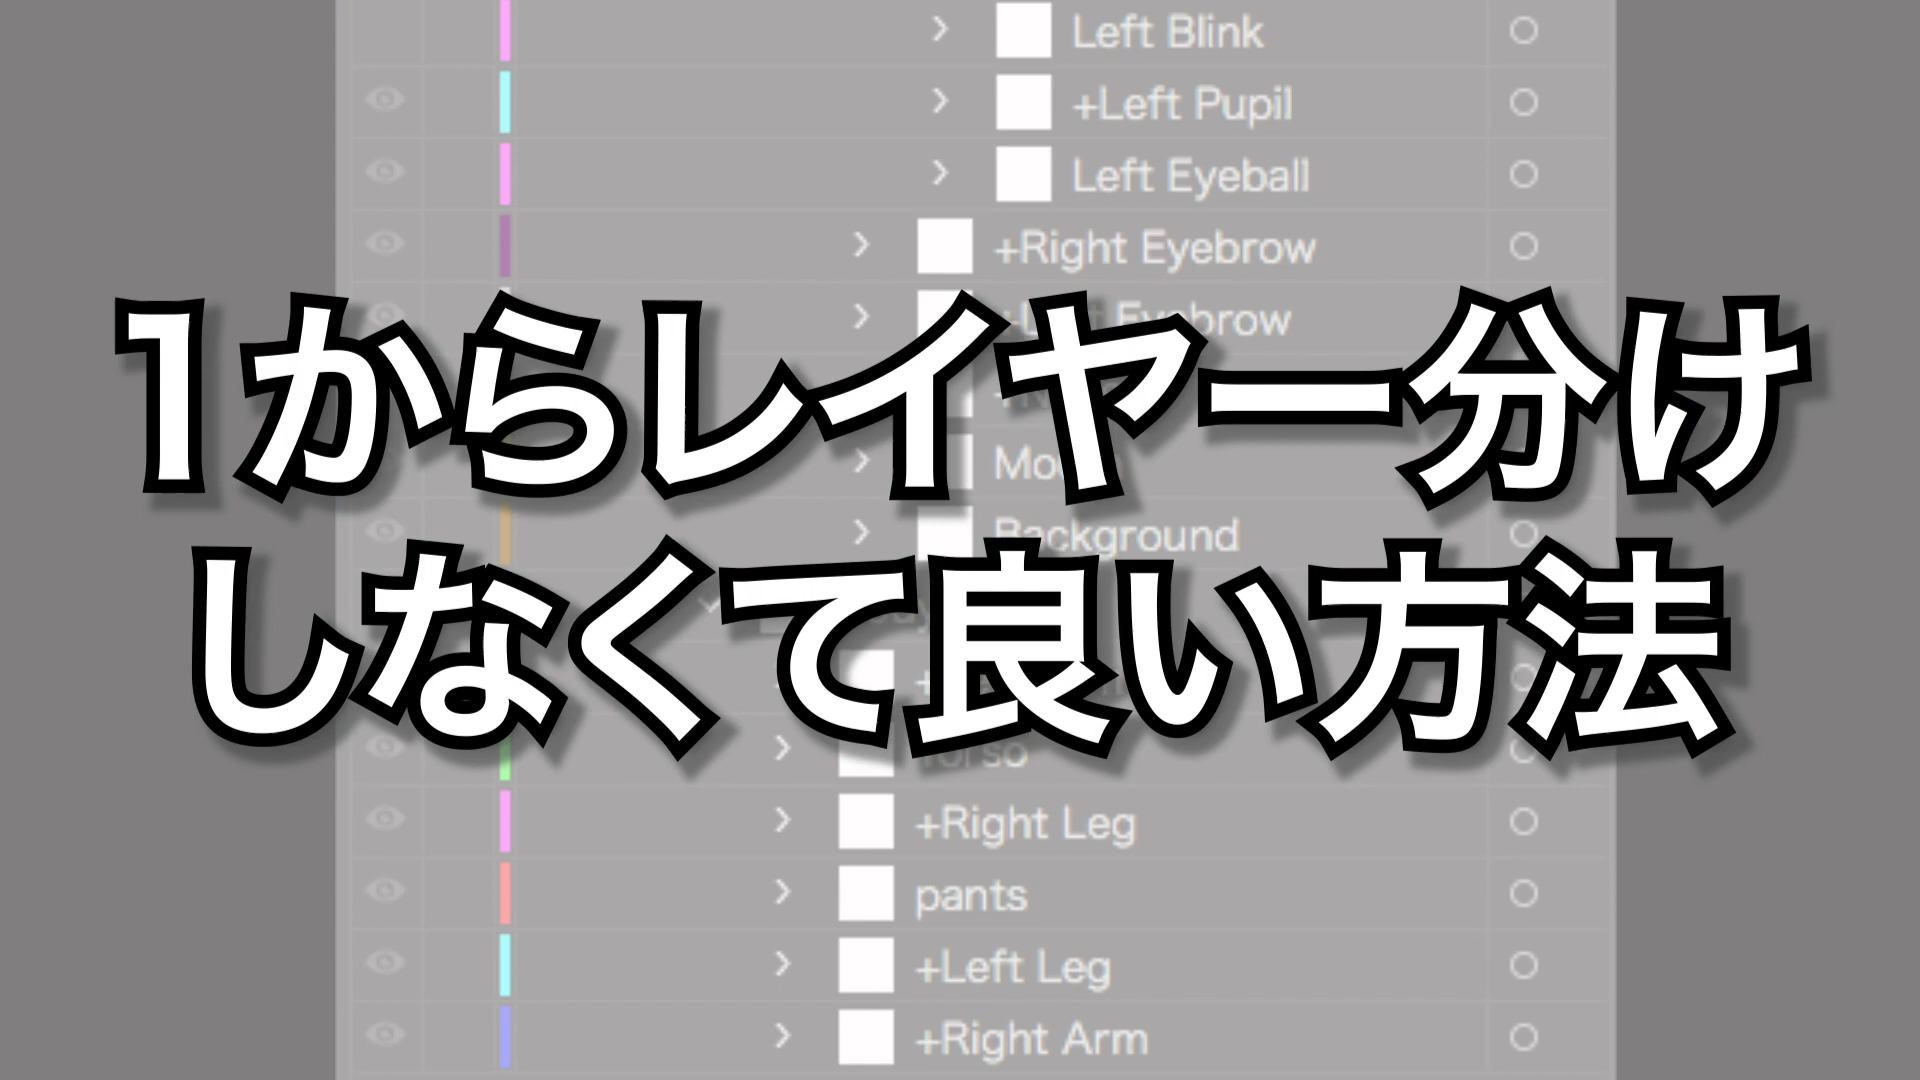 Left Blink
+Left Pupil
Left Eyeball
+Right Eyebrow
Eyebrow
1からレイヤー分け
Background
しなくて良い方法
+Right Leg
pants
+Left Leg
+Right Arm